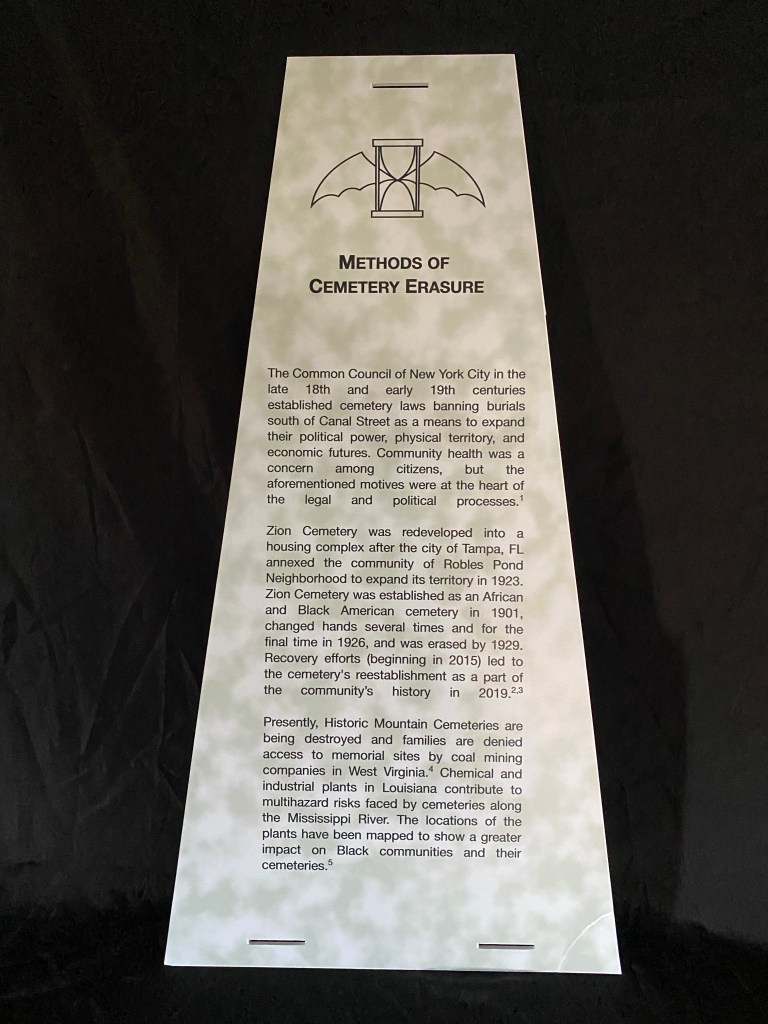 METHODS OF
CEMETERY ERASURE
The Common Council of New York City in the
late 18th and early 19th centuries
established cemetery laws banning burials
south of Canal Street as a means to expand
their political power, physical territory, and
economic futures. Community health was a
concern among citizens, but the
aforementioned motives were at the heart of
the legal and political processes.¹
Zion Cemetery was redeveloped into a
housing complex after the city of Tampa, FL
annexed the community of Robles Pond
Neighborhood to expand its territory in 1923.
Zion Cemetery was established as an African
and Black American cemetery in 1901,
changed hands several times and for the
final time in 1926, and was erased by 1929.
Recovery efforts (beginning in 2015) led to
the cemetery's reestablishment as a part of
the community's history in 2019.²,³
Presently, Historic Mountain Cemeteries are
being destroyed and families are denied
access to memorial sites by coal mining
companies in West Virginia.⁴ Chemical and
industrial plants in Louisiana contribute to
multihazard risks faced by cemeteries along
the Mississippi River. The locations of the
plants have been mapped to show a greater
impact on Black communities and their
cemeteries.⁵